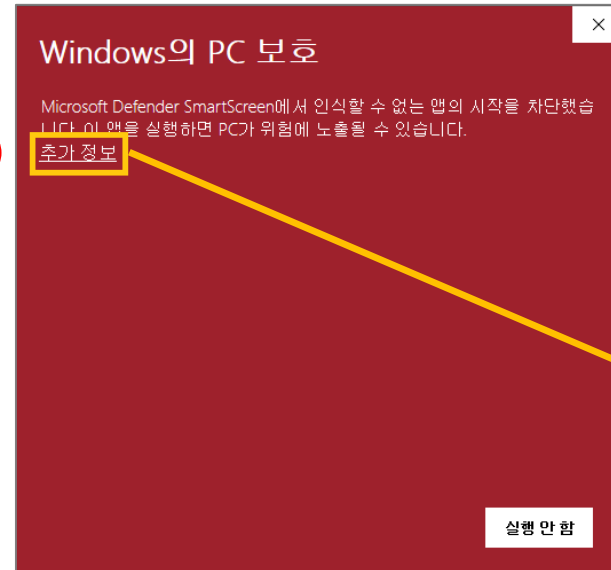 Windows의 PC 보호
Microsoft Defender SmartScreen에서 인식할 수 없는 앱의 시작을 차단했습
니다. 이 앱을 실행하면 PC가 위험에 노출될 수 있습니다.
추가 정보
실행 안 함